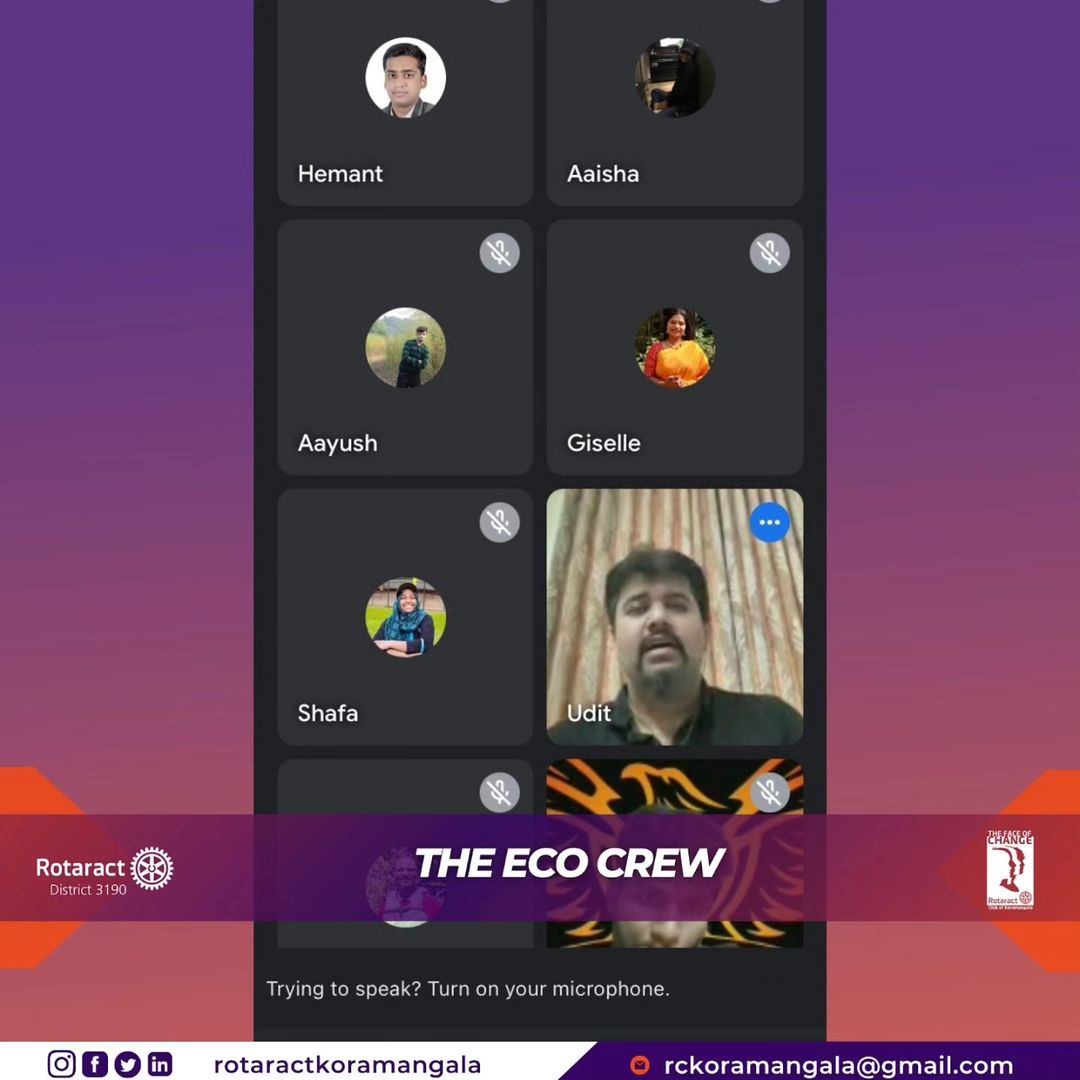 Hemant
Aaisha
Aayush
Giselle
Shafa
Udit
Rotaract
District 3190
THE ECO CREW
THE FACE OF
CHANGE
Rotaract
Club of Koramangala
Trying to speak? Turn on your microphone.
rotaractkoramangala
rckoramangala@gmail.com